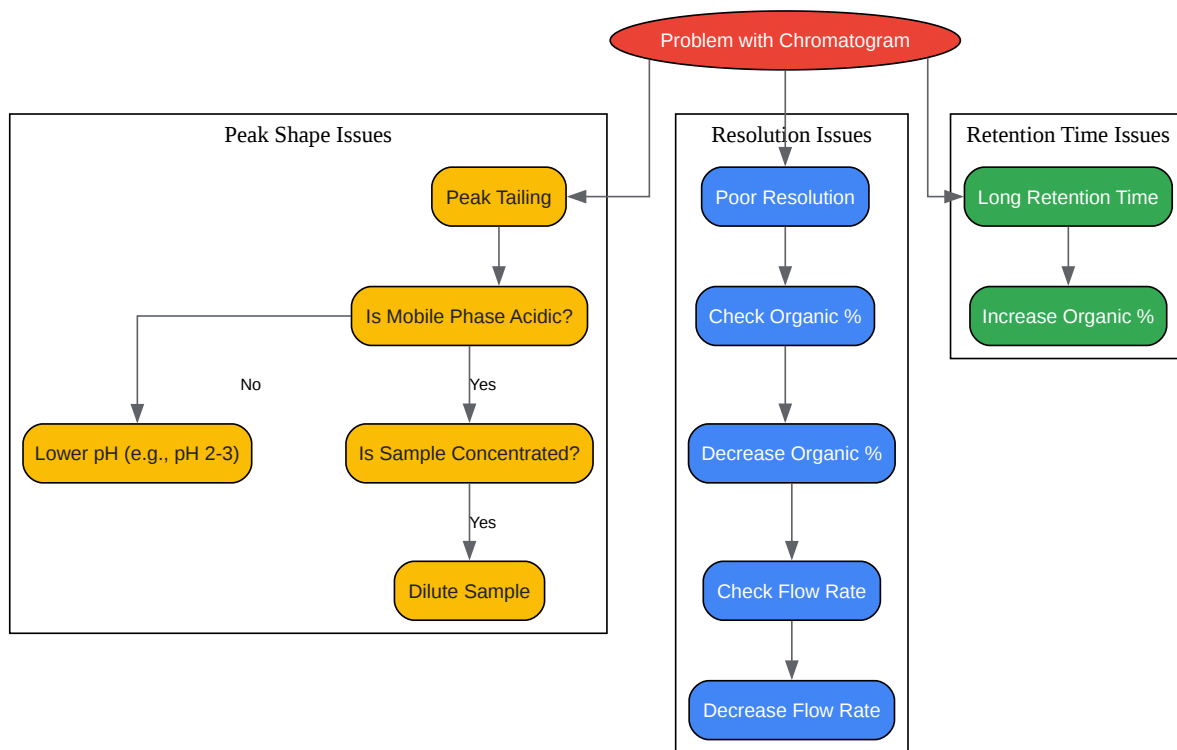 Problem with Chromatogram
Peak Shape Issues
Peak Tailing
Is Mobile Phase Acidic?
No
Yes
Lower pH (e.g., pH 2-3)
Is Sample Concentrated?
Yes
Dilute Sample
Resolution Issues
Poor Resolution
Check Organic %
Decrease Organic %
Check Flow Rate
Decrease Flow Rate
Retention Time Issues
Long Retention Time
Increase Organic %